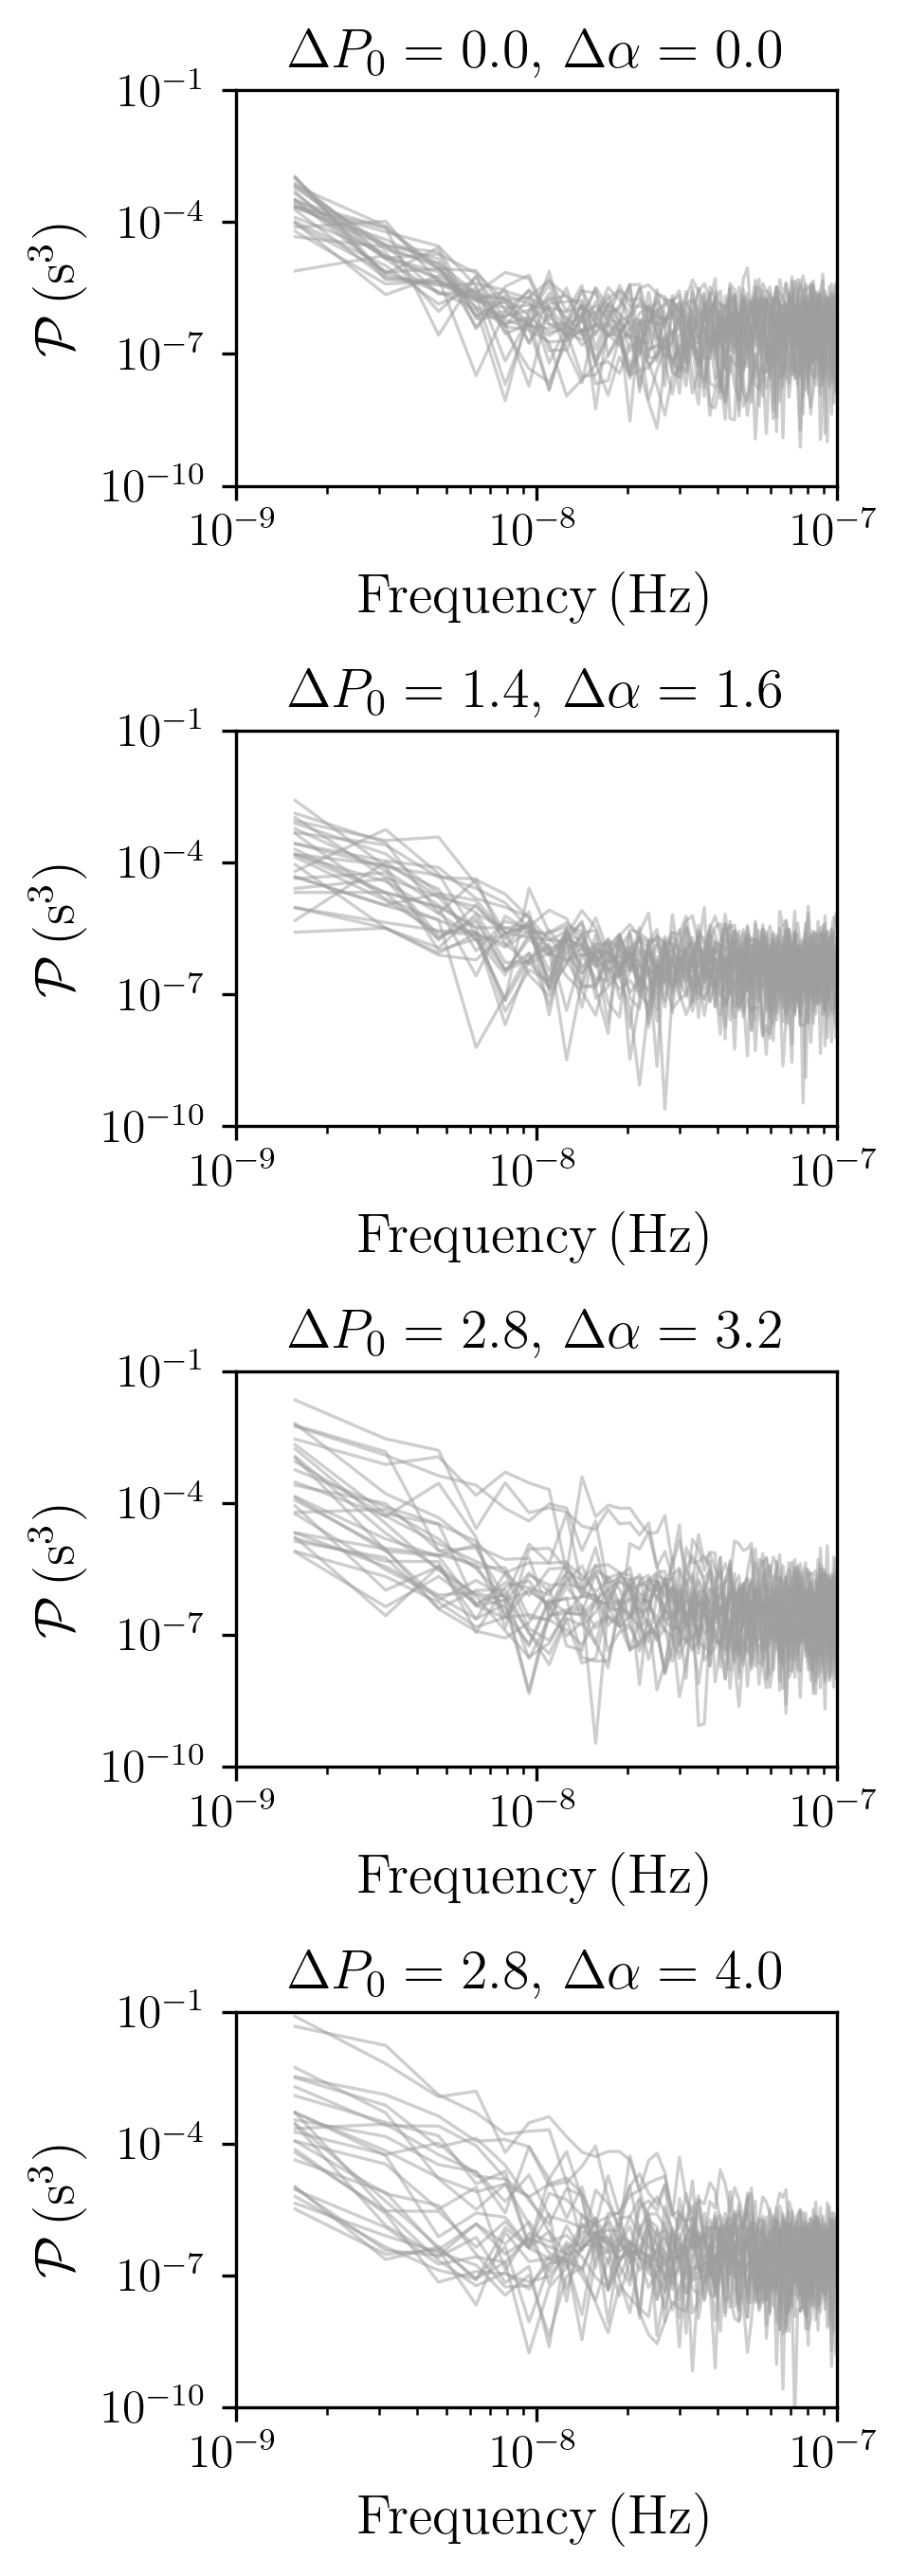 ΔP₀ = 0.0, Δα = 0.0
10⁻¹
10⁻⁴
10⁻⁷
10⁻¹⁰
𝒫 (s³)
10⁻⁹ 10⁻⁸ 10⁻⁷
Frequency (Hz)
ΔP₀ = 1.4, Δα = 1.6
10⁻¹
10⁻⁴
10⁻⁷
10⁻¹⁰
𝒫 (s³)
10⁻⁹ 10⁻⁸ 10⁻⁷
Frequency (Hz)
ΔP₀ = 2.8, Δα = 3.2
10⁻¹
10⁻⁴
10⁻⁷
10⁻¹⁰
𝒫 (s³)
10⁻⁹ 10⁻⁸ 10⁻⁷
Frequency (Hz)
ΔP₀ = 2.8, Δα = 4.0
10⁻¹
10⁻⁴
10⁻⁷
10⁻¹⁰
𝒫 (s³)
10⁻⁹ 10⁻⁸ 10⁻⁷
Frequency (Hz)